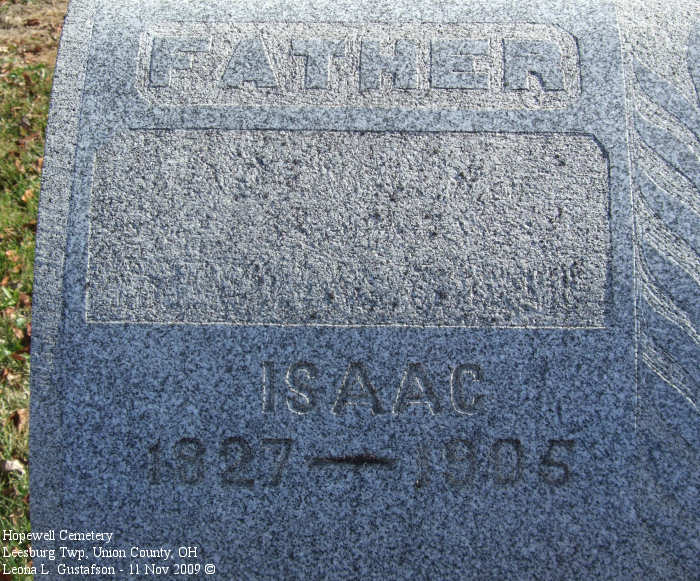 FATHER
ISAAC
1827 — 1905
Hopewell Cemetery
Leesburg Twp, Union County, OH
Leona L. Gustafson - 11 Nov 2009 ©